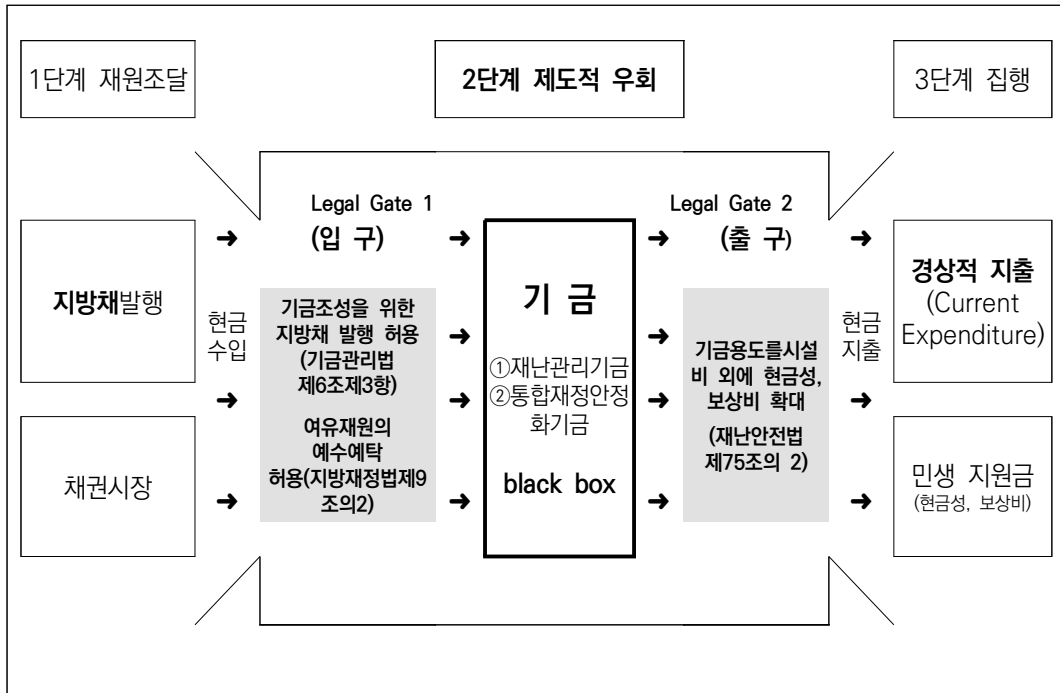 1단계 재원조달
2단계 제도적 우회
3단계 집행
Legal Gate 1
(입 구)
Legal Gate 2
(출 구)
➜
➜
➜
➜
지방채발행
현금
수입
기금조성을 위한
지방채 발행 허용
(기금관리법
제6조제3항)
여유재원의
예수예탁
허용(지방재정법제9
조의2)
➜
➜
➜
➜
기 금
①재난관리기금
②통합재정안정
화기금
black box
➜
➜
➜
➜
기금용도를시설
비 외에 현금성,
보상비 확대
(재난안전법
제75조의 2)
현금
지출
➜
➜
➜
경상적 지출
(Current
Expenditure)
채권시장
➜
민생 지원금
(현금성, 보상비)